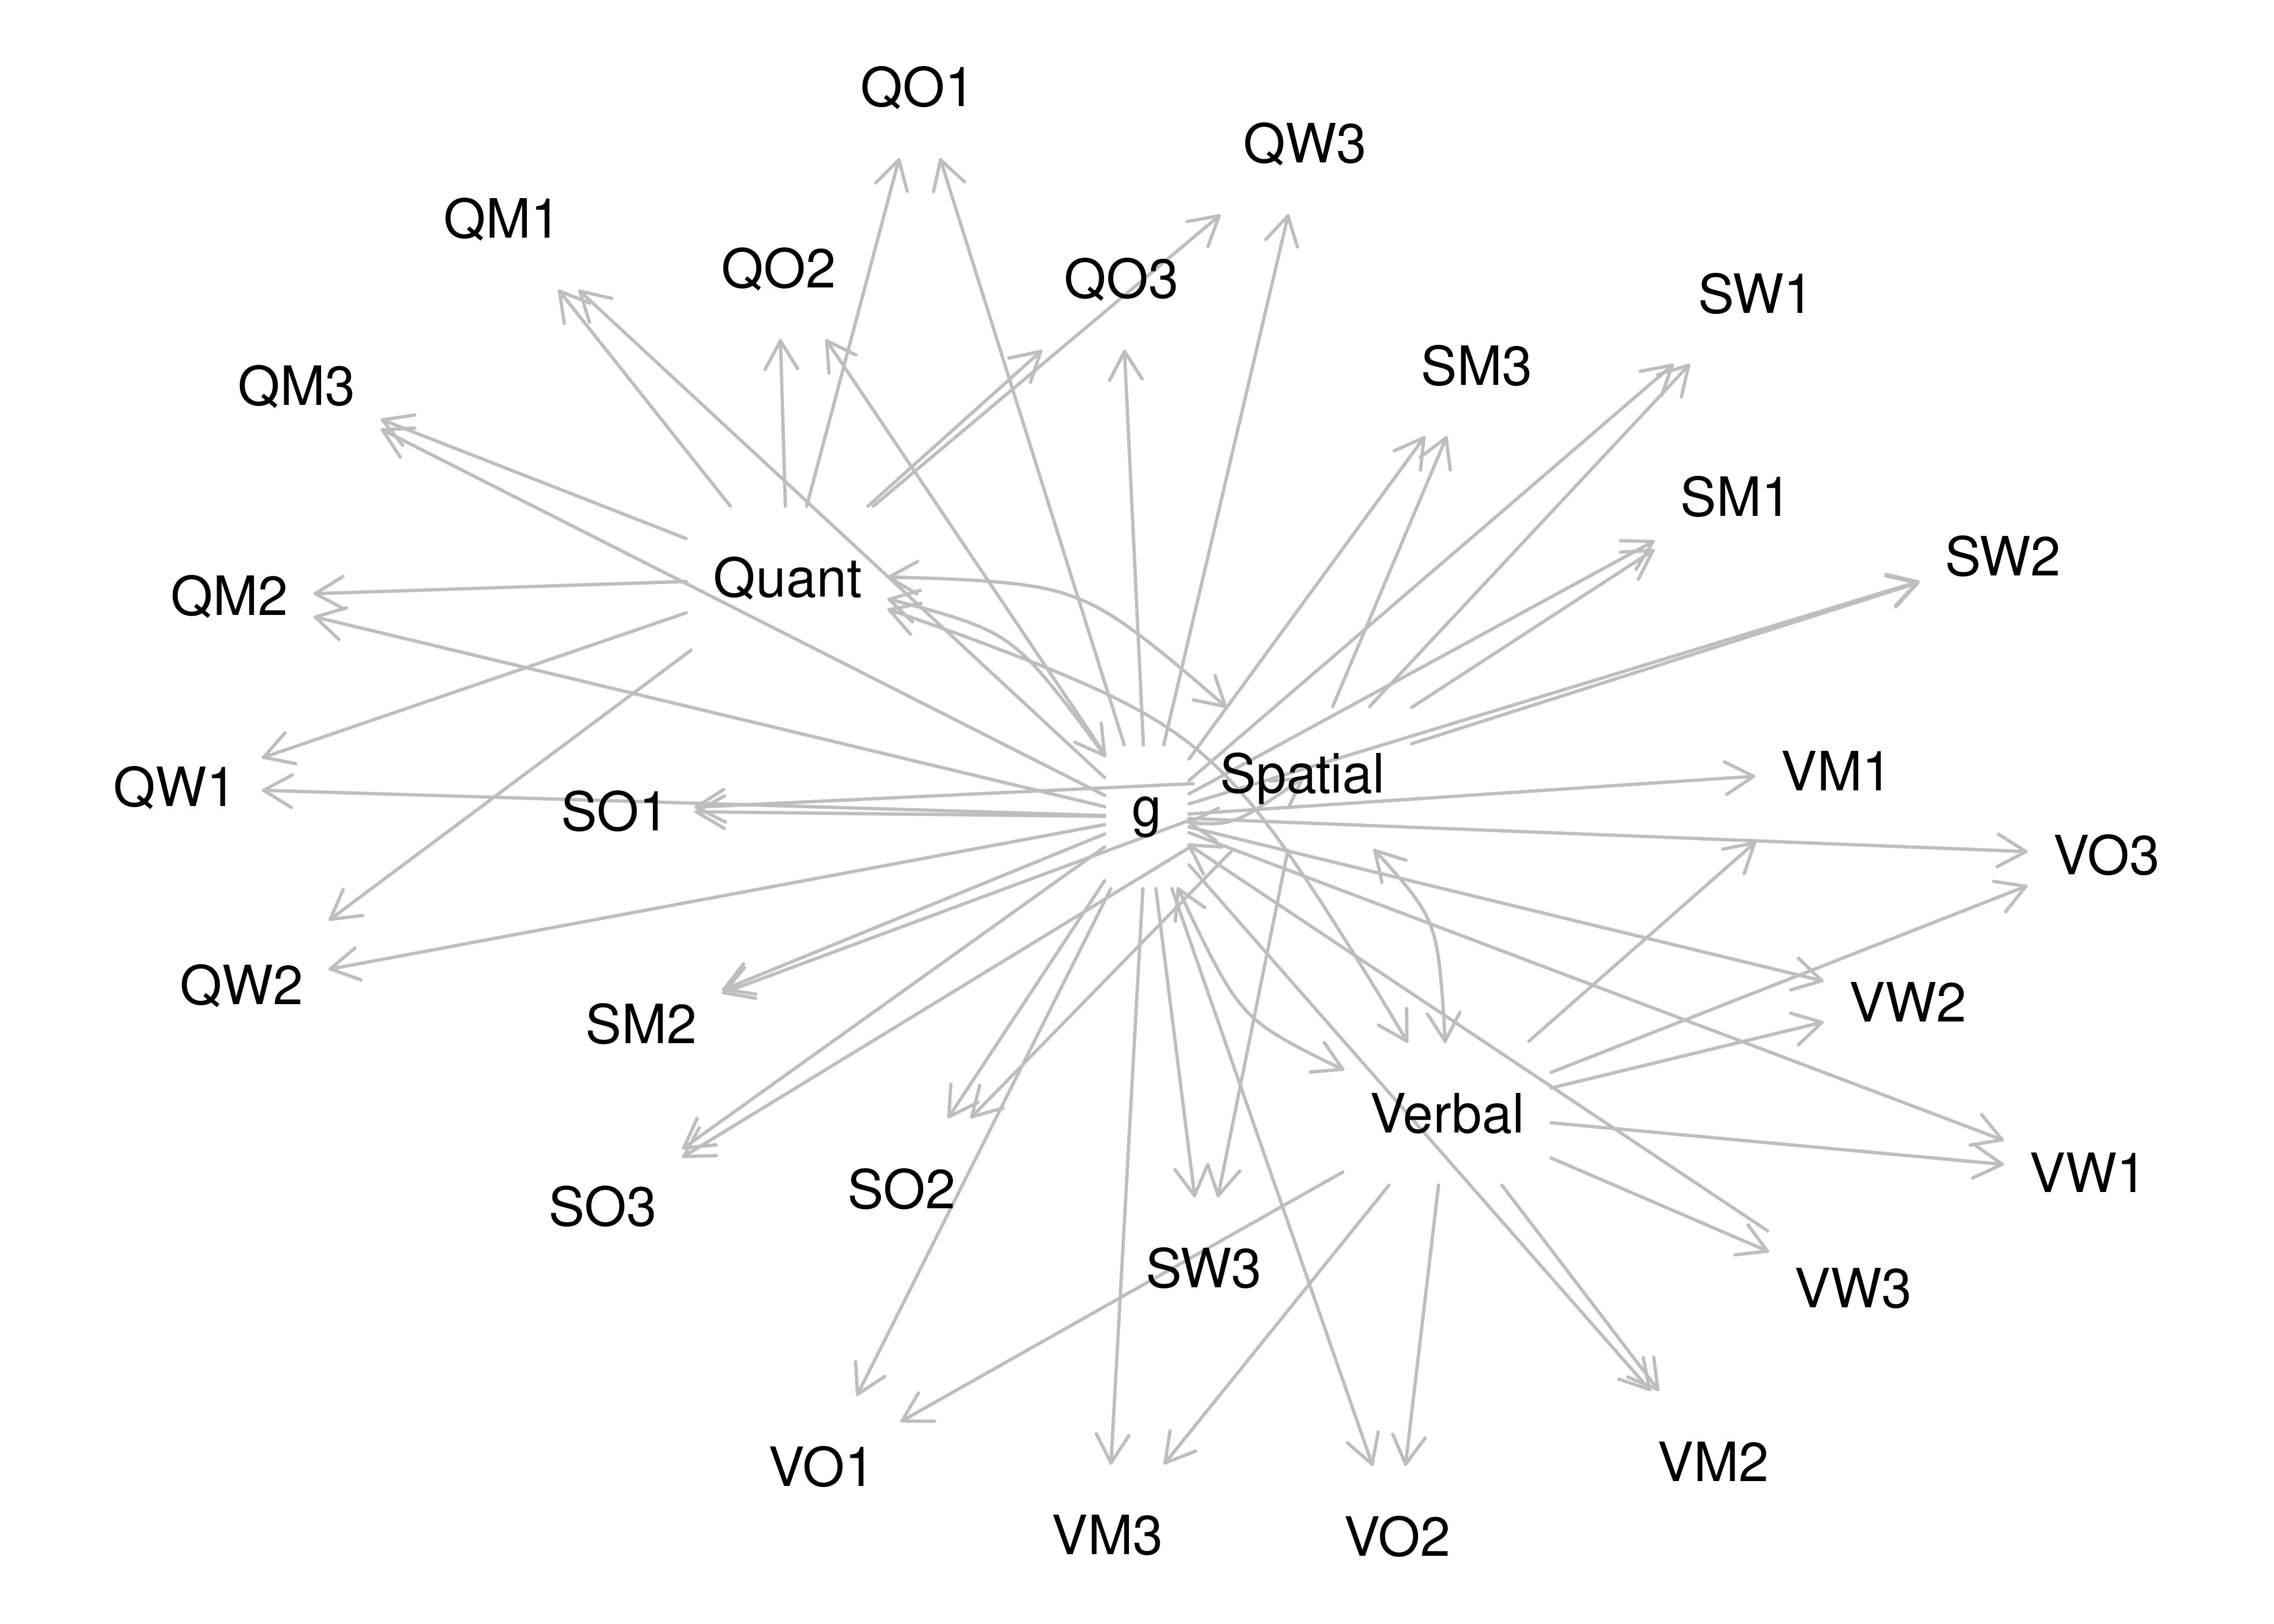 QO1
QW3
QM1
QO2
QO3
SW1
SM3
QM3
SM1
SW2
Quant
QM2
Spatial
VM1
QW1
SO1
g
VO3
QW2
VW2
SM2
Verbal
VW1
SO2
SO3
SW3
VW3
VO1
VM2
VM3
VO2